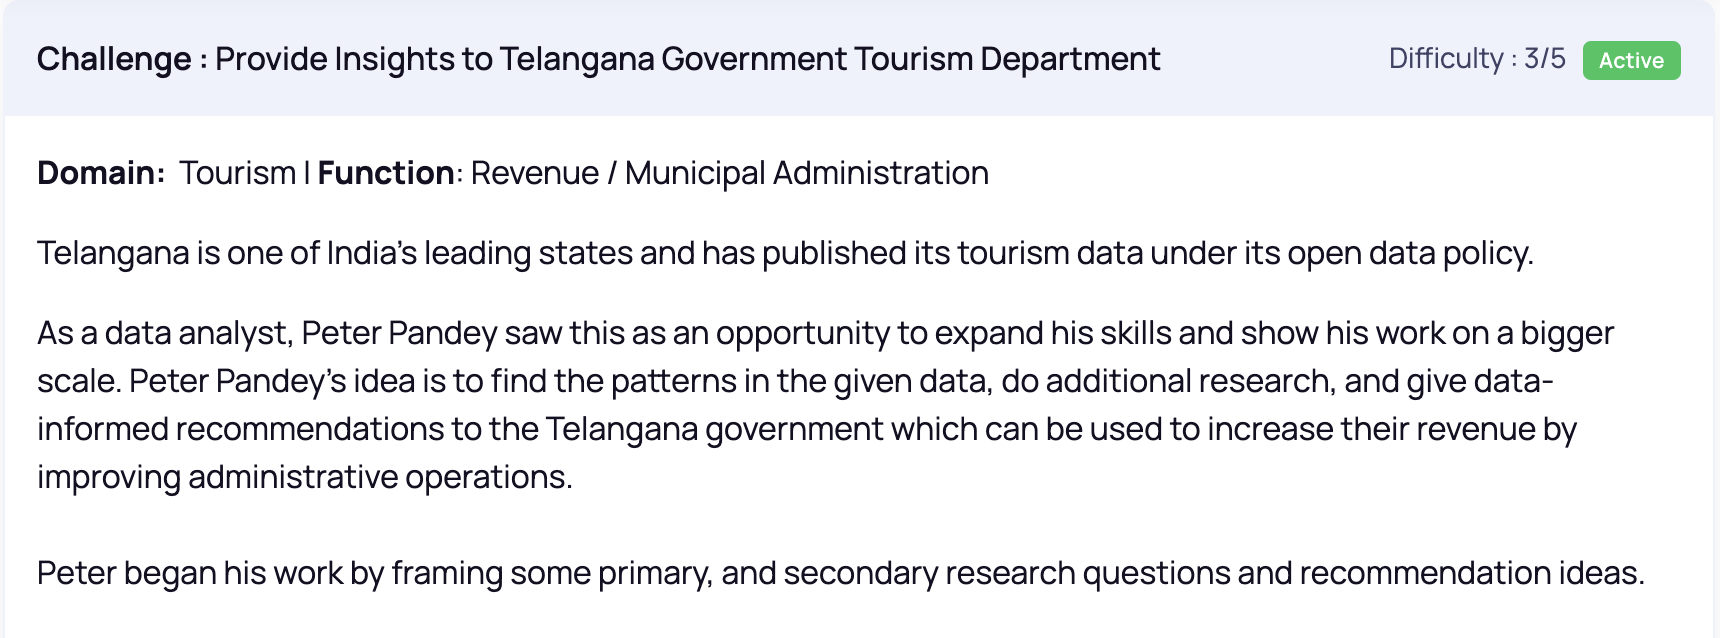 Challenge : Provide Insights to Telangana Government Tourism Department
Difficulty : 3/5 Active
Domain: Tourism | Function: Revenue / Municipal Administration
Telangana is one of India’s leading states and has published its tourism data under its open data policy.
As a data analyst, Peter Pandey saw this as an opportunity to expand his skills and show his work on a bigger
scale. Peter Pandey’s idea is to find the patterns in the given data, do additional research, and give data-
informed recommendations to the Telangana government which can be used to increase their revenue by
improving administrative operations.
Peter began his work by framing some primary, and secondary research questions and recommendation ideas.